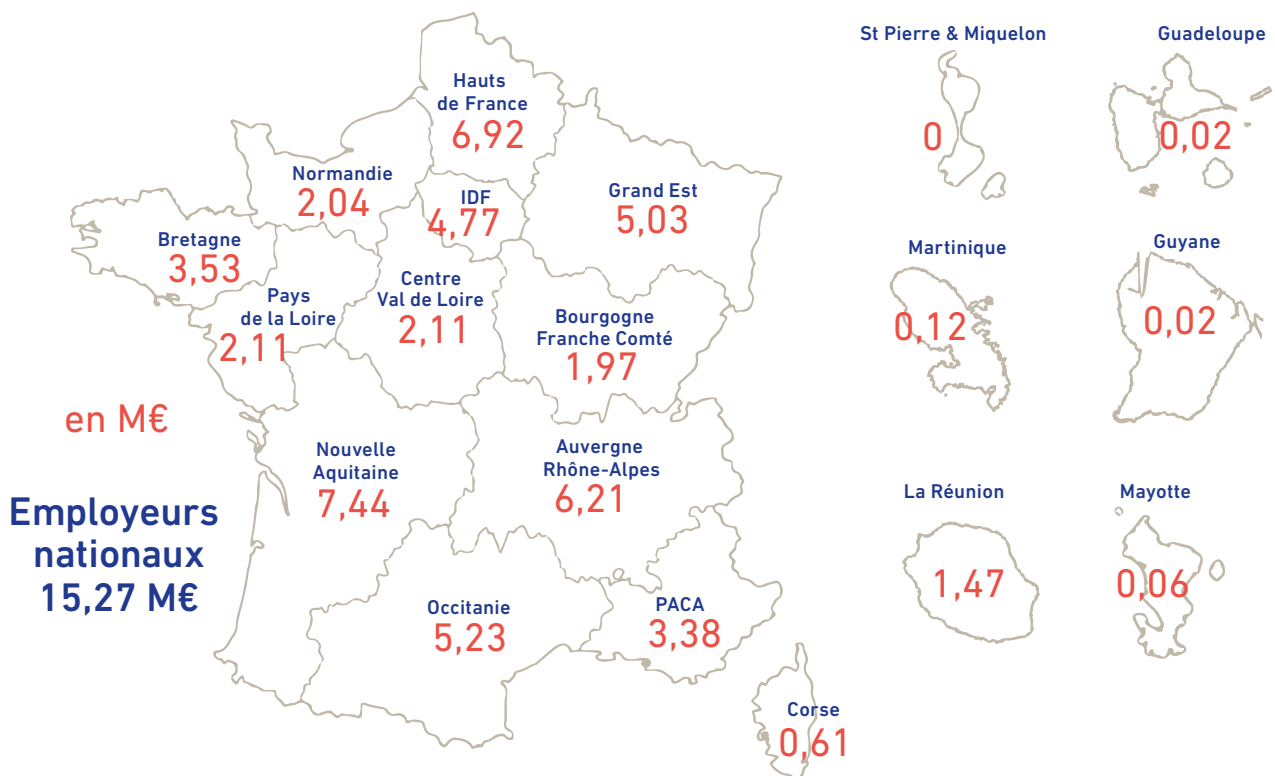 Hauts
de France
6,92
Normandie
2,04
IDF
4,77
Grand Est
5,03
Bretagne
3,53
Pays
de la Loire
2,11
Centre
Val de Loire
2,11
Bourgogne
Franche Comté
1,97
en M€
Nouvelle
Aquitaine
7,44
Auvergne
Rhône-Alpes
6,21
Employeurs
nationaux
15,27 M€
Occitanie
5,23
PACA
3,38
Corse
0,61
St Pierre & Miquelon
0
Guadeloupe
0,02
Martinique
0,12
Guyane
0,02
La Réunion
1,47
Mayotte
0,06